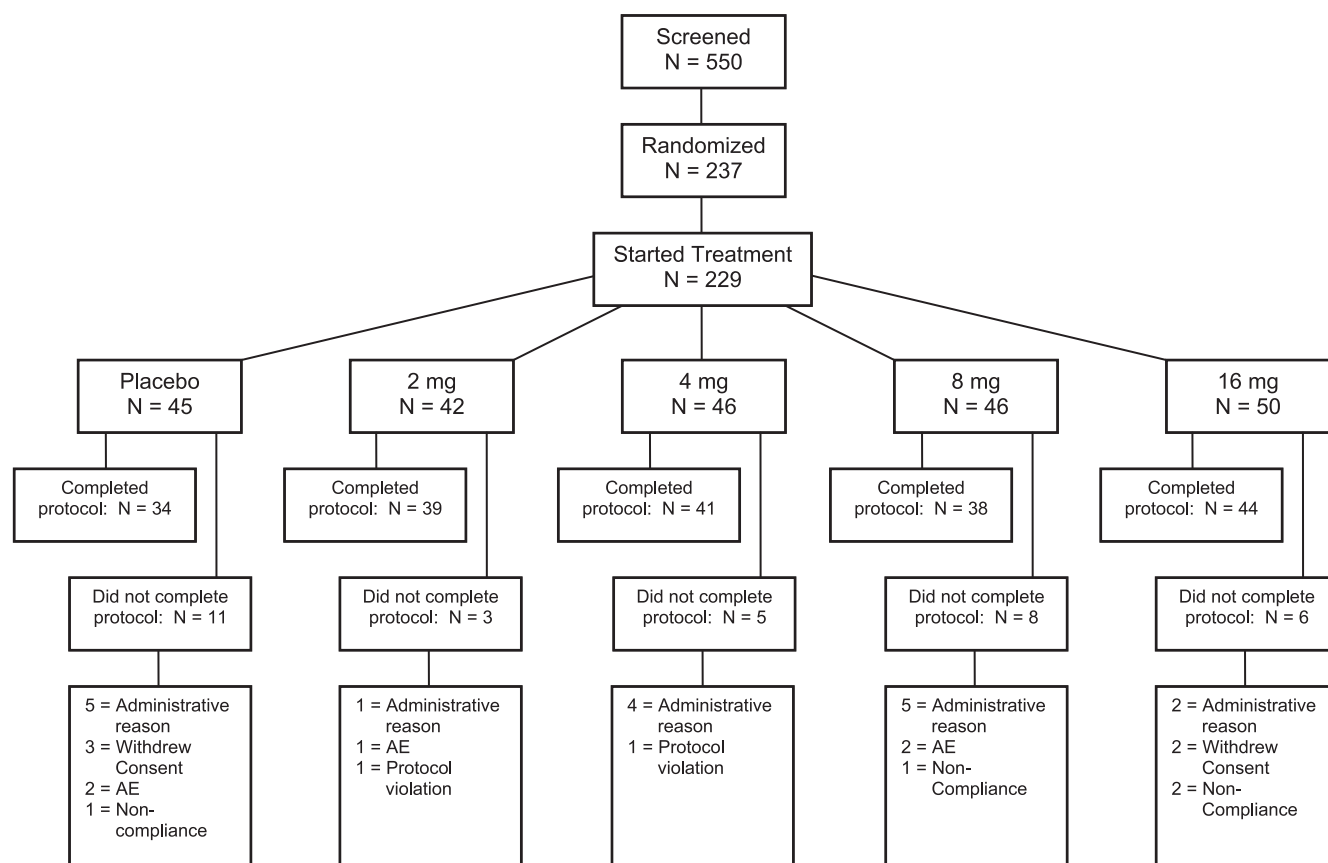 Screened
N = 550
Randomized
N = 237
Started Treatment
N = 229
Placebo
N = 45
2 mg
N = 42
4 mg
N = 46
8 mg
N = 46
16 mg
N = 50
Completed
protocol: N = 34
Completed
protocol: N = 39
Completed
protocol: N = 41
Completed
protocol: N = 38
Completed
protocol: N = 44
Did not complete
protocol: N = 11
Did not complete
protocol: N = 3
Did not complete
protocol: N = 5
Did not complete
protocol: N = 8
Did not complete
protocol: N = 6
5 = Administrative
reason
3 = Withdrew
Consent
2 = AE
1 = Non-
compliance
1 = Administrative
reason
1 = AE
1 = Protocol
violation
4 = Administrative
reason
1 = Protocol
violation
5 = Administrative
reason
2 = AE
1 = Non-
Compliance
2 = Administrative
reason
2 = Withdrew
Consent
2 = Non-
Compliance